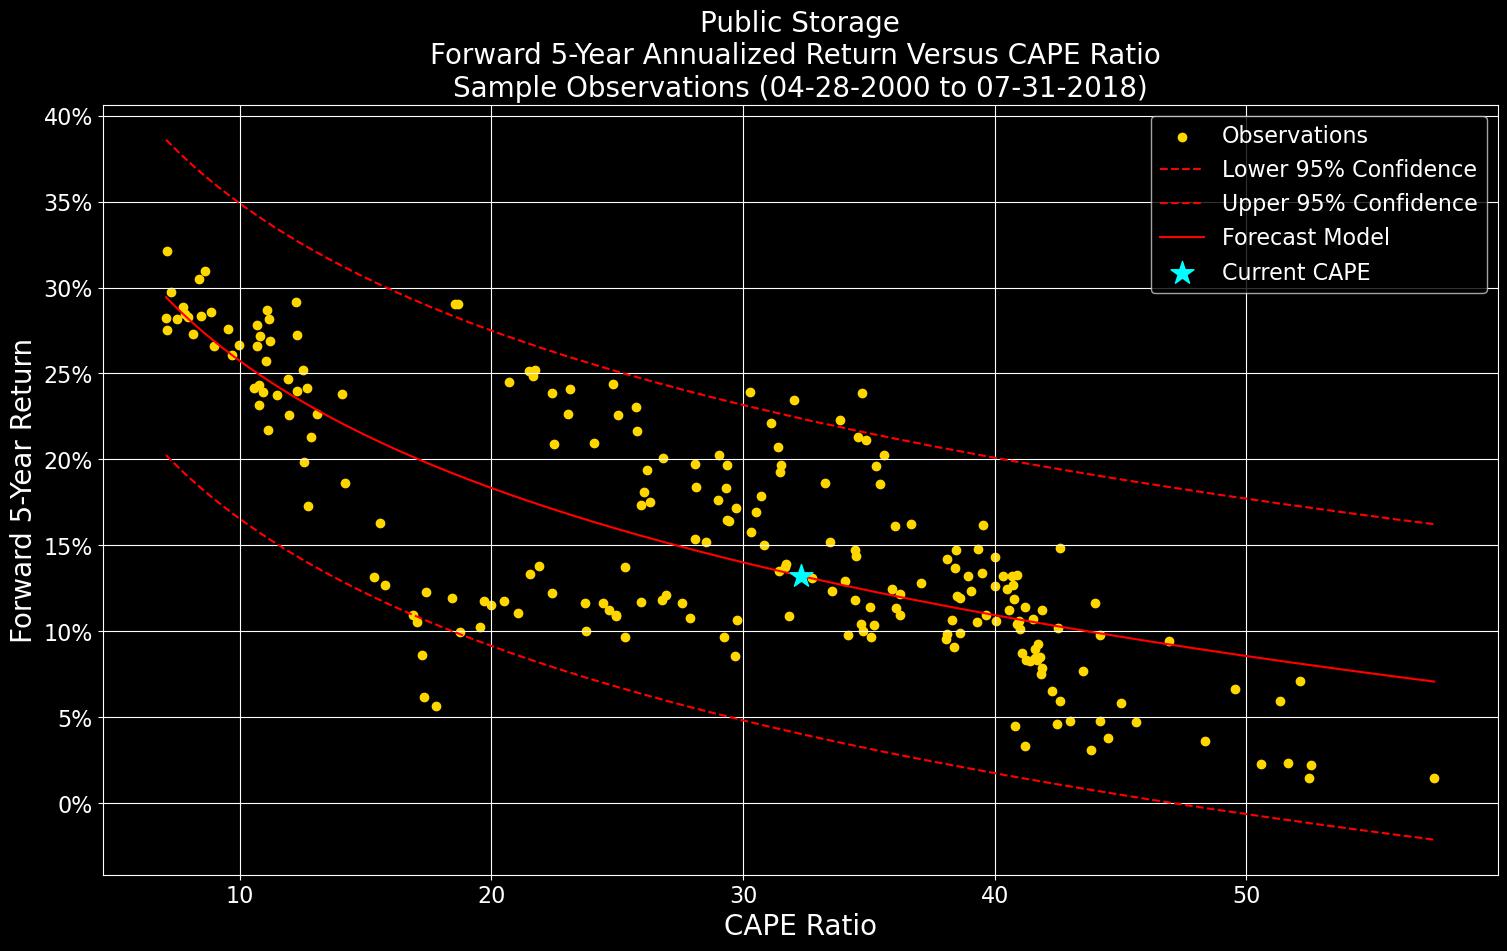 Public Storage
Forward 5-Year Annualized Return Versus CAPE Ratio
Sample Observations (04-28-2000 to 07-31-2018)
40%
35%
30%
25%
20%
15%
10%
5%
0%
Forward 5-Year Return
Observations
Lower 95% Confidence
Upper 95% Confidence
Forecast Model
Current CAPE
10 20 30 40 50
CAPE Ratio